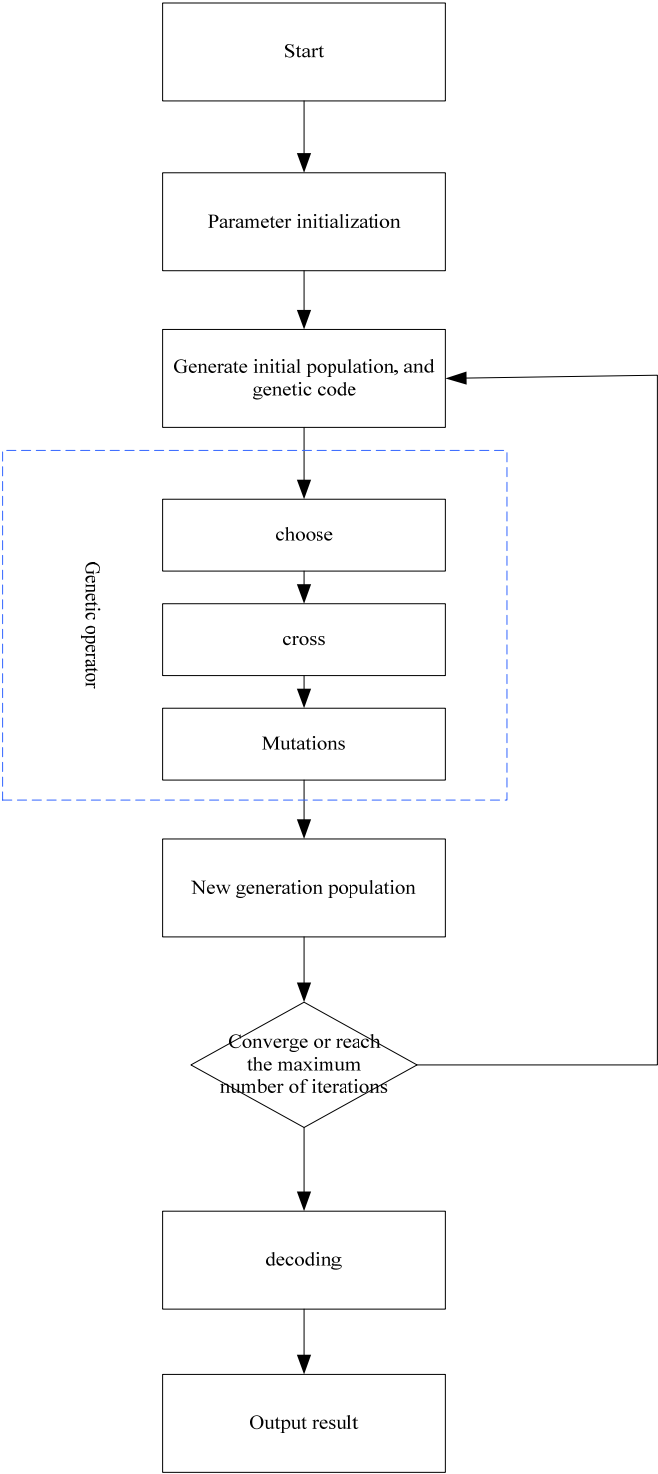 Start
Parameter initialization
Generate initial population, and
genetic code
Genetic operator
choose
cross
Mutations
New generation population
Converge or reach
the maximum
number of iterations
decoding
Output result